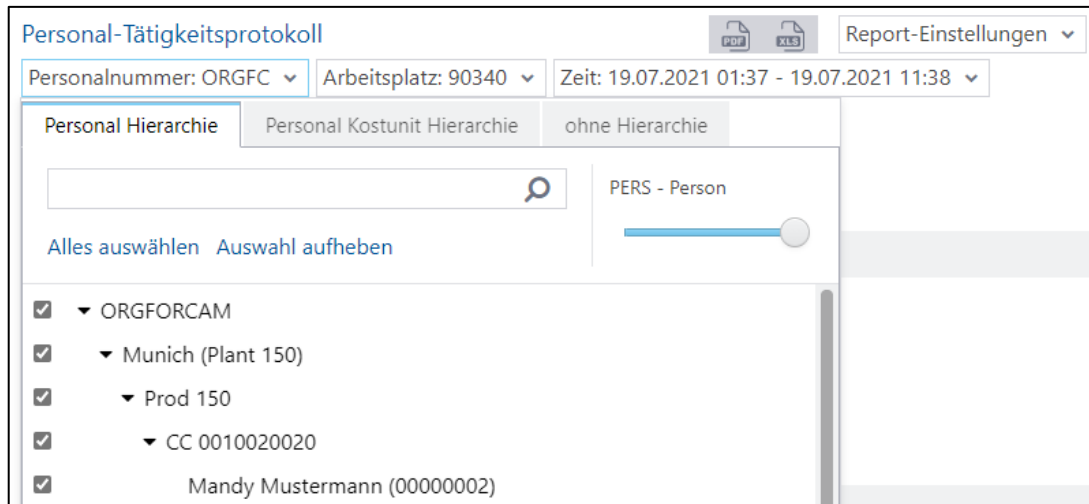 Personal-Tätigkeitsprotokoll
PDF
XLS
Report-Einstellungen
Personalnummer: ORGFC
Arbeitsplatz: 90340
Zeit: 19.07.2021 01:37 - 19.07.2021 11:38
Personal Hierarchie
Personal Kostunit Hierarchie
ohne Hierarchie
PERS - Person
Alles auswählen Auswahl aufheben
ORGFORCAM
Munich (Plant 150)
Prod 150
CC 0010020020
Mandy Mustermann (00000002)